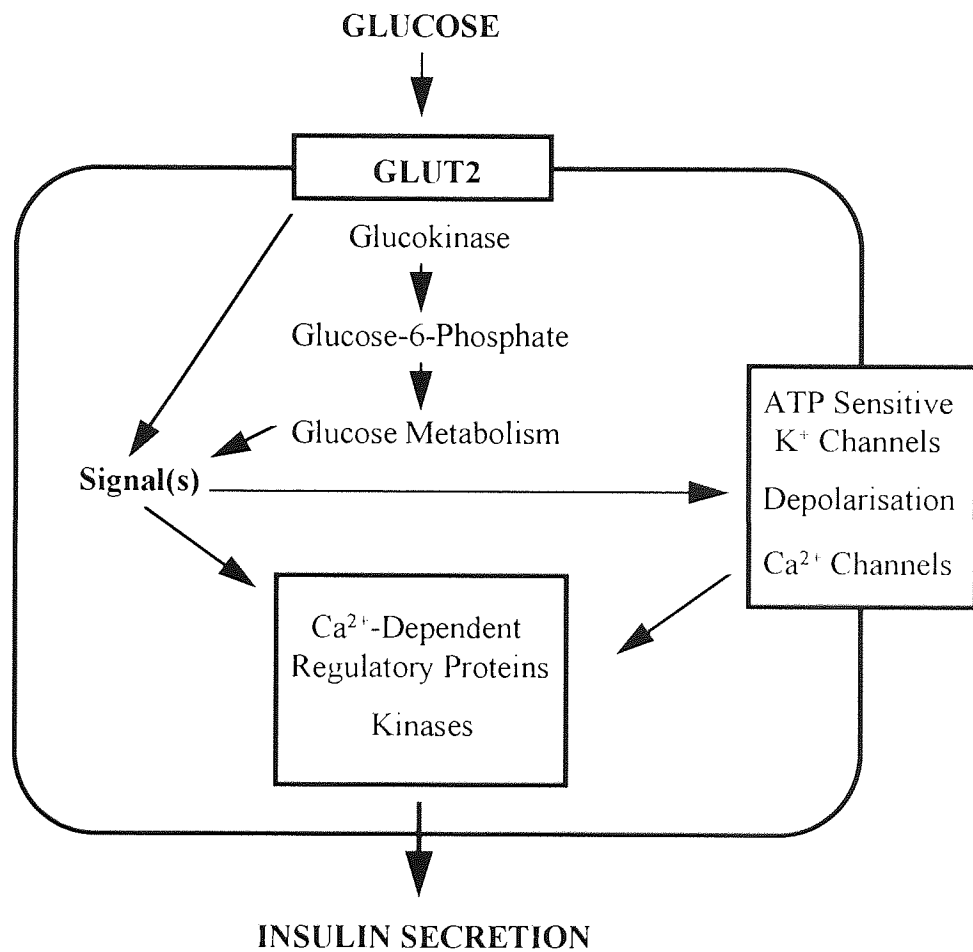 GLUCOSE
GLUT2
Glucokinase
Glucose-6-Phosphate
Glucose Metabolism
Signal(s)
ATP Sensitive
K⁺ Channels
Depolarisation
Ca²⁺ Channels
Ca²⁺-Dependent
Regulatory Proteins
Kinases
INSULIN SECRETION